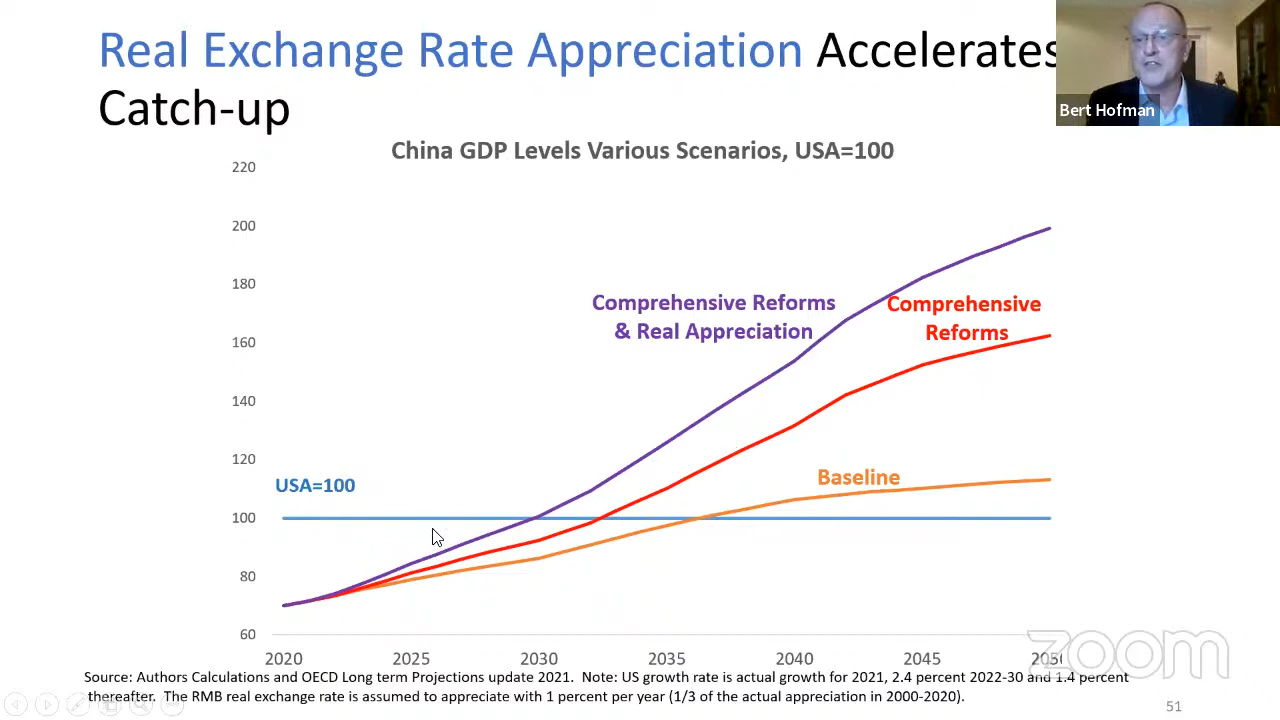 Real Exchange Rate Appreciation Accelerates
Catch-up
Bert Hofman
China GDP Levels Various Scenarios, USA=100
220
200
180
160
140
120
100
80
60
Comprehensive Reforms
& Real Appreciation
Comprehensive
Reforms
Baseline
USA=100
2020 2025 2030 2035 2040 2045 2050
zoom
Source: Authors Calculations and OECD Long term Projections update 2021. Note: US growth rate is actual growth for 2021, 2.4 percent 2022-30 and 1.4 percent
thereafter. The RMB real exchange rate is assumed to appreciate with 1 percent per year (1/3 of the actual appreciation in 2000-2020).
51